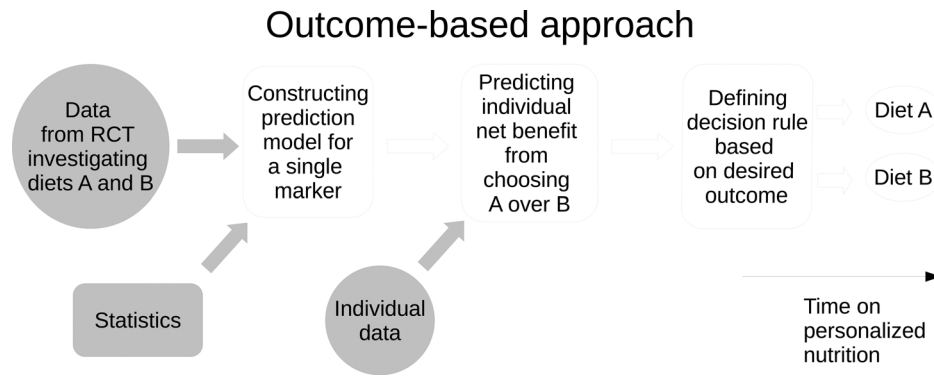 Outcome-based approach
Data
from RCT
investigating
diets A and B
Constructing
prediction
model for
a single
marker
Predicting
individual
net benefit
from
choosing
A over B
Defining
decision rule
based
on desired
outcome
Diet A
Diet B
Statistics
Individual
data
Time on
personalized
nutrition